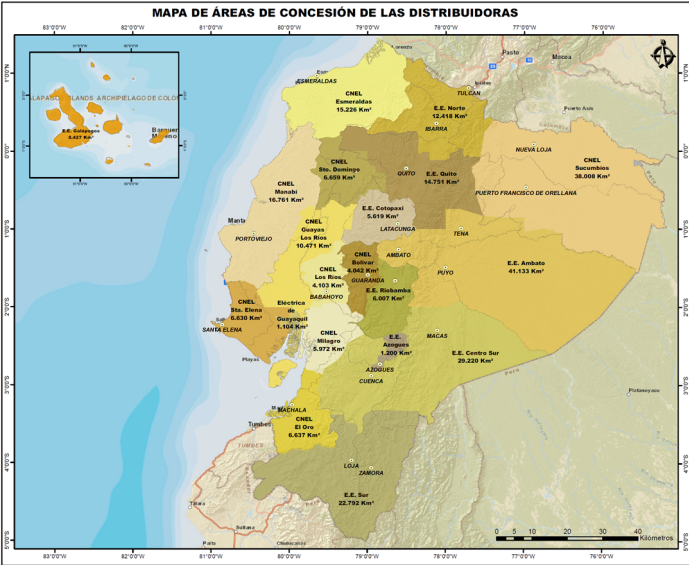 MAPA DE ÁREAS DE CONCESIÓN DE LAS DISTRIBUIDORAS
Pasto
Mocoa
ESMERALDAS
CNEL
Esmeraldas
15.226 Km²
TULCAN
E.E. Norte
12.418 Km²
IBARRA
Puerto Asis
E.E. Galapagos
8.427 Km²
NUEVA LOJA
CNEL
Sucumbios
38.008 Km²
CNEL
Sto. Domingo
6.659 Km²
QUITO
E.E. Quito
14.751 Km²
PUERTO FRANCISCO DE ORELLANA
CNEL
Manabi
16.761 Km²
E.E. Cotopaxi
5.619 Km²
Manta
PORTOVIEJO
CNEL
Guayas
Los Rios
10.471 Km²
LATACUNGA
TENA
CNEL
Bolivar
4.042 Km²
AMBATO
PUYO
E.E. Ambato
41.133 Km²
CNEL
Los Rios
4.103 Km²
GUARANDA
E.E. Riobamba
6.007 Km²
BABAHOYO
CNEL
Sta. Elena
6.630 Km²
SANTA ELENA
Eléctrica
de
Guayaquil
1.104 Km²
CNEL
Milagro
5.972 Km²
MACAS
E.E.
Azogues
1.200 Km²
E.E. Centro Sur
29.220 Km²
Playas
AZOGUES
CUENCA
Peru
Tumbes
MACHALA
CNEL
El Oro
6.637 Km²
TUMBES
LOJA
ZAMORA
E.E. Sur
22.792 Km²
Talara
Sullana
Paita
0 5 10 20 30 40
Kilómetros
83°0'0"O 82°0'0"O 81°0'0"O 80°0'0"O 79°0'0"O 78°0'0"O 77°0'0"O 76°0'0"O
1°0'0"N
0°0'0"
1°0'0"S
2°0'0"S
3°0'0"S
4°0'0"S
5°0'0"S